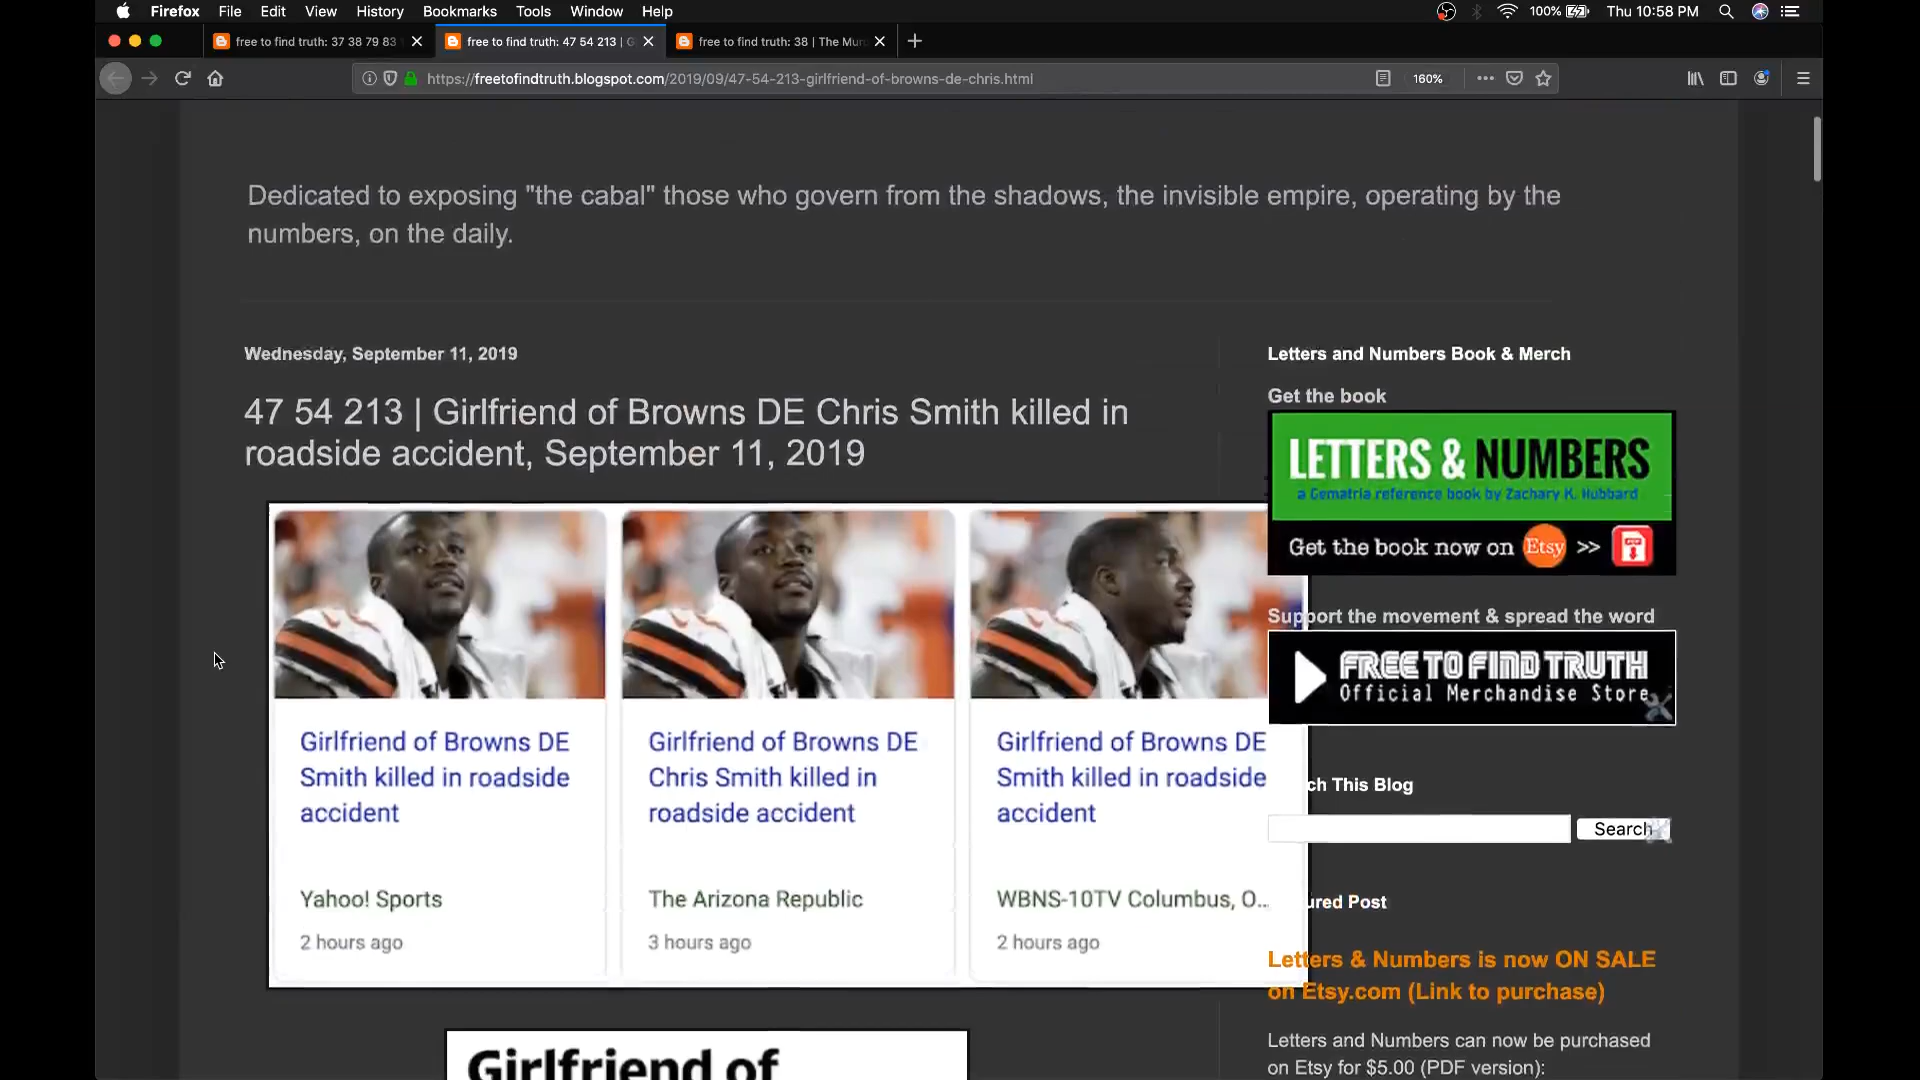 Firefox File Edit View History Bookmarks Tools Window Help 100% Thu 10:58 PM
free to find truth: 37 38 79 83 free to find truth: 47 54 213 | G free to find truth: 38 | The Mur
https://freetofindtruth.blogspot.com/2019/09/47-54-213-girlfriend-of-browns-de-chris.html 160%
Dedicated to exposing "the cabal" those who govern from the shadows, the invisible empire, operating by the
numbers, on the daily.
Wednesday, September 11, 2019
47 54 213 | Girlfriend of Browns DE Chris Smith killed in
roadside accident, September 11, 2019
Girlfriend of Browns DE
Smith killed in roadside
accident
Yahoo! Sports
2 hours ago
Girlfriend of Browns DE
Chris Smith killed in
roadside accident
The Arizona Republic
3 hours ago
Girlfriend of Browns DE
Smith killed in roadside
accident
WBNS-10TV Columbus, O...
2 hours ago
Girlfriend of
Letters and Numbers Book & Merch
Get the book
LETTERS & NUMBERS
a Gematria reference book by Zachary K. Hubbard
Get the book now on Etsy >>
Support the movement & spread the word
FREE TO FIND TRUTH
Official Merchandise Store
ch This Blog
Search
ured Post
Letters & Numbers is now ON SALE
on Etsy.com (Link to purchase)
Letters and Numbers can now be purchased
on Etsy for $5.00 (PDF version):